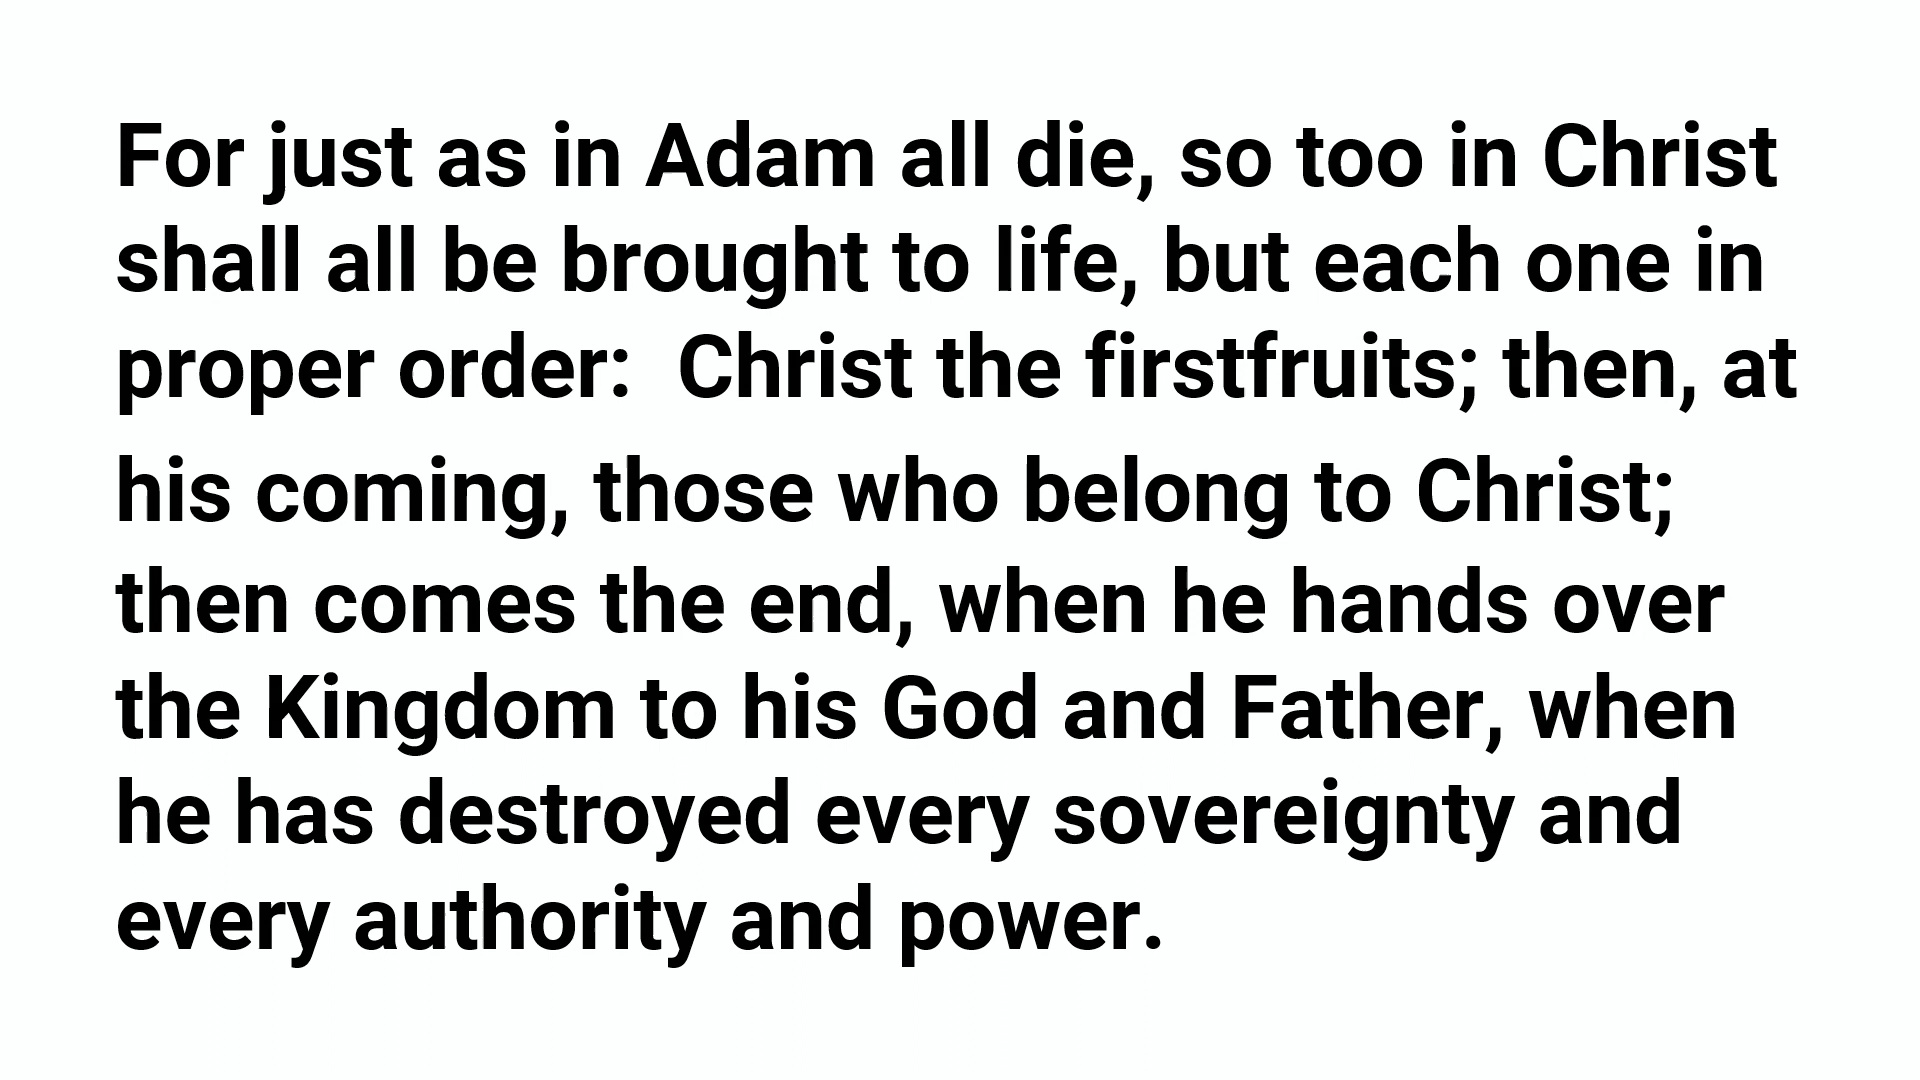 For just as in Adam all die, so too in Christ
shall all be brought to life, but each one in
proper order:  Christ the firstfruits; then, at
his coming, those who belong to Christ;
then comes the end, when he hands over
the Kingdom to his God and Father, when
he has destroyed every sovereignty and
every authority and power.